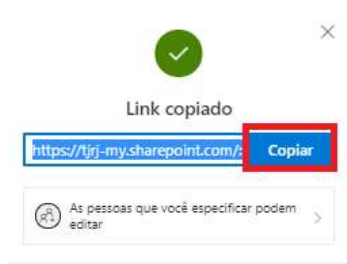 Link copiado
https://tjrj-my.sharepoint.com/:
Copiar
As pessoas que você especificar podem
editar